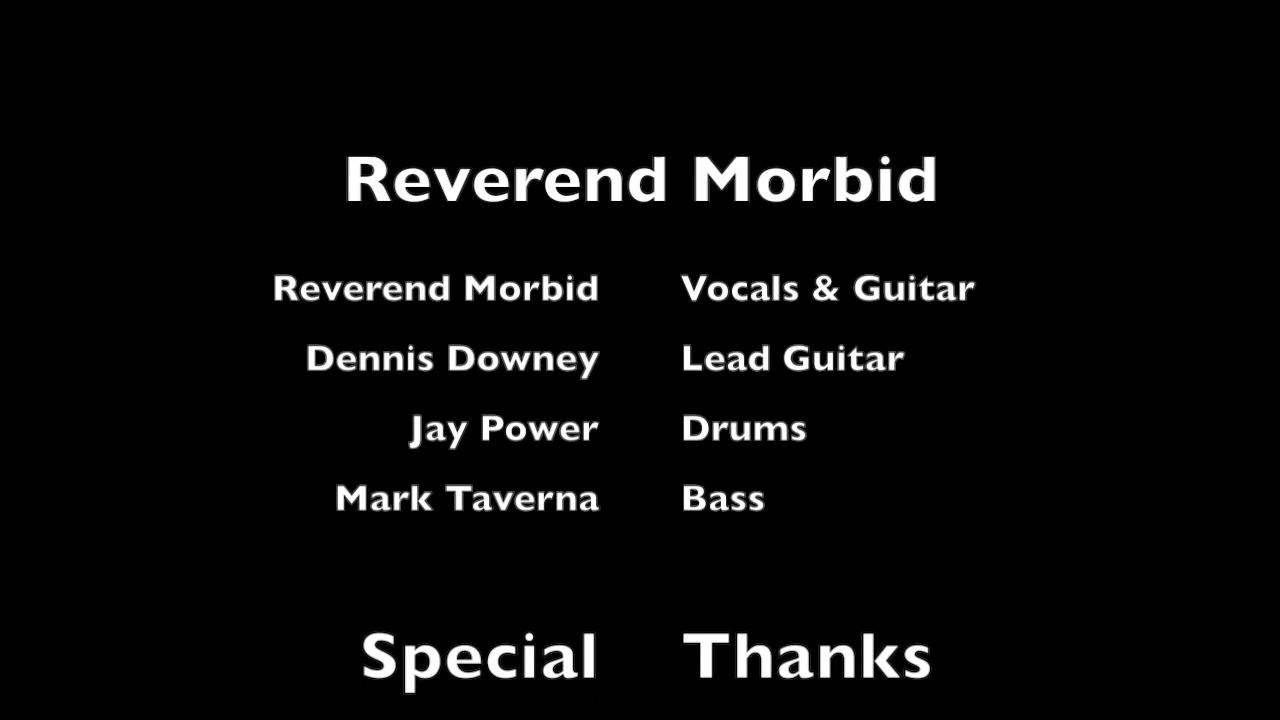 Reverend Morbid
Reverend Morbid Vocals & Guitar
Dennis Downey Lead Guitar
Jay Power Drums
Mark Taverna Bass
Special Thanks